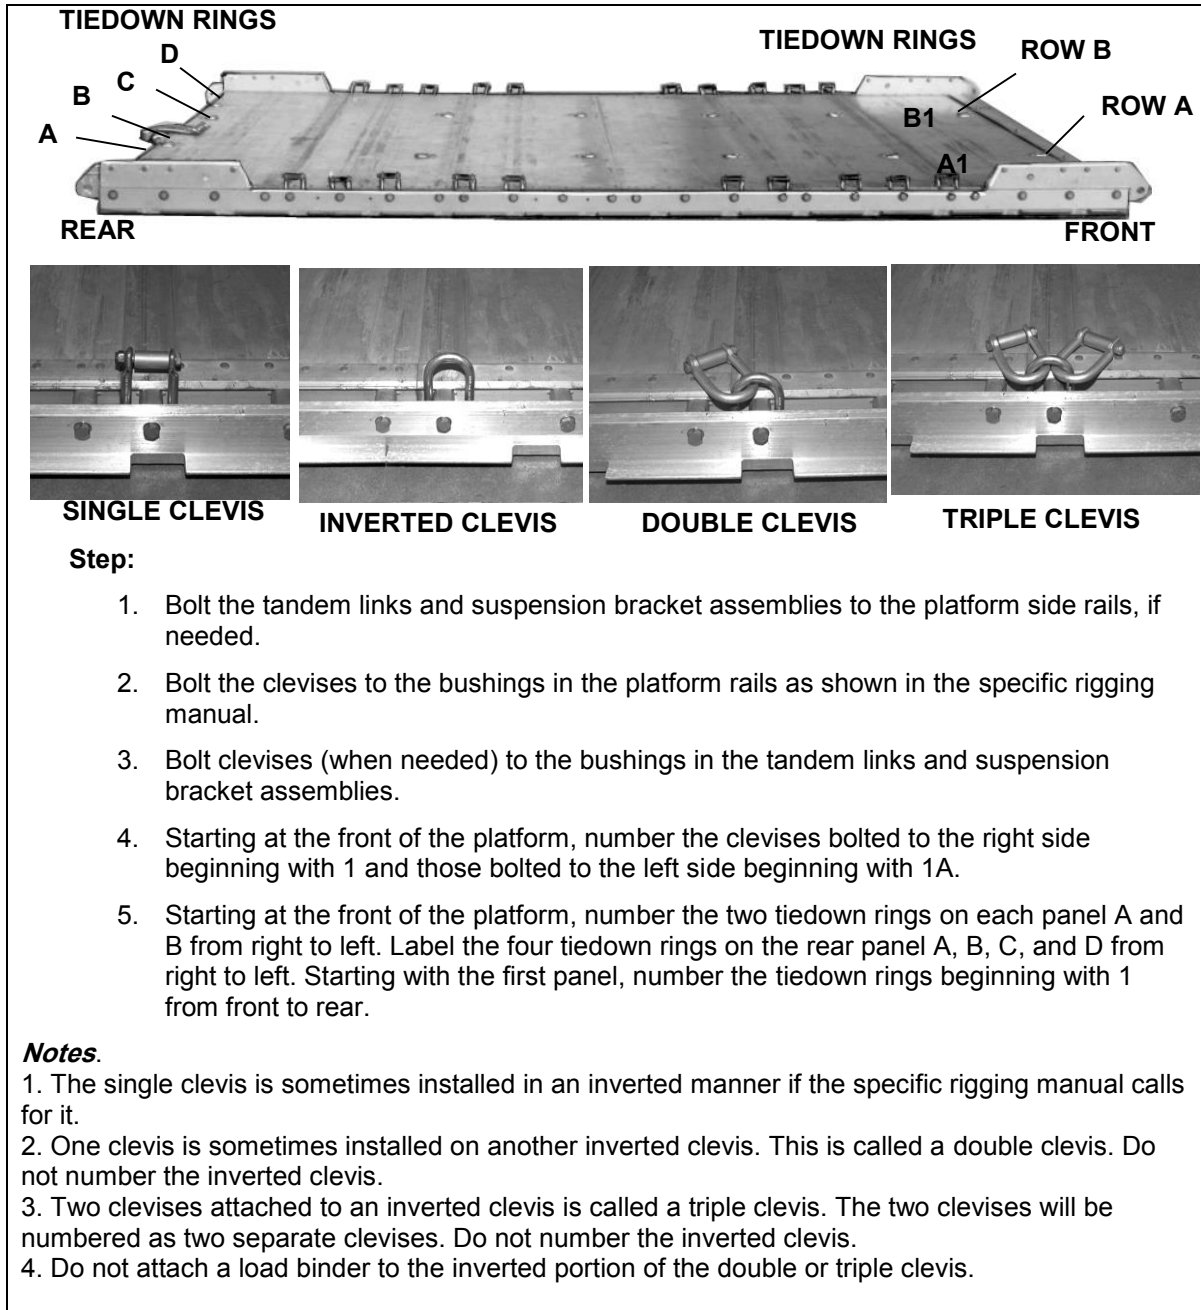 TIEDOWN RINGS
TIEDOWN RINGS
D
ROW B
C
B
ROW A
A
B1
A1
REAR
FRONT
SINGLE CLEVIS
INVERTED CLEVIS
DOUBLE CLEVIS
TRIPLE CLEVIS
Step:
1. Bolt the tandem links and suspension bracket assemblies to the platform side rails, if
needed.
2. Bolt the clevises to the bushings in the platform rails as shown in the specific rigging
manual.
3. Bolt clevises (when needed) to the bushings in the tandem links and suspension
bracket assemblies.
4. Starting at the front of the platform, number the clevises bolted to the right side
beginning with 1 and those bolted to the left side beginning with 1A.
5. Starting at the front of the platform, number the two tiedown rings on each panel A and
B from right to left. Label the four tiedown rings on the rear panel A, B, C, and D from
right to left. Starting with the first panel, number the tiedown rings beginning with 1
from front to rear.
Notes.
1. The single clevis is sometimes installed in an inverted manner if the specific rigging manual calls
for it.
2. One clevis is sometimes installed on another inverted clevis. This is called a double clevis. Do
not number the inverted clevis.
3. Two clevises attached to an inverted clevis is called a triple clevis. The two clevises will be
numbered as two separate clevises. Do not number the inverted clevis.
4. Do not attach a load binder to the inverted portion of the double or triple clevis.